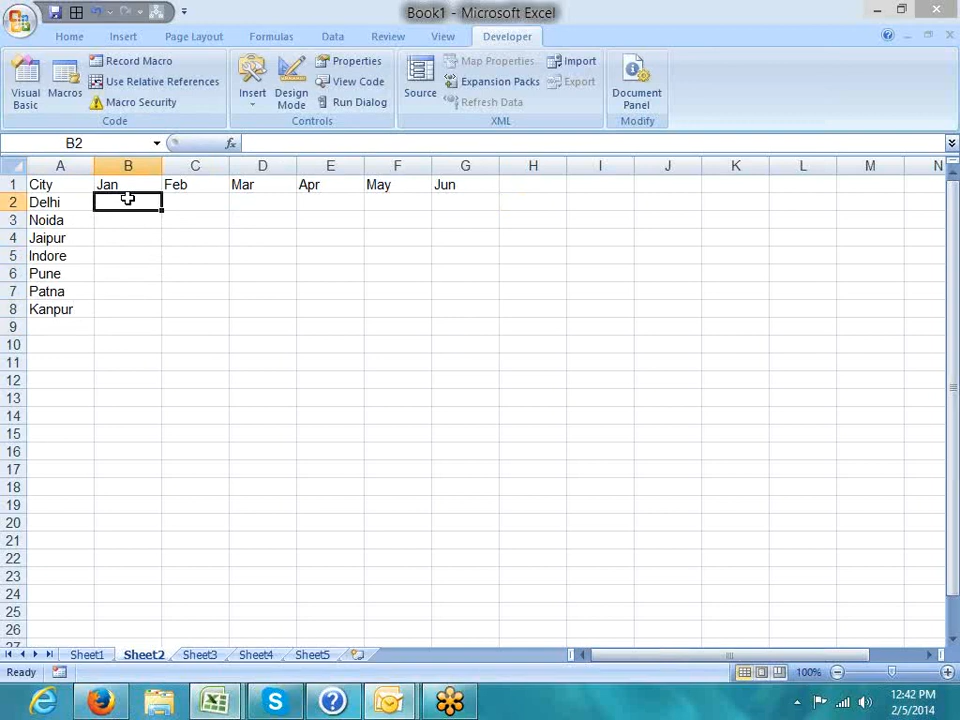 Book1 - Microsoft Excel
Home Insert Page Layout Formulas Data Review View Developer
Visual Basic
Macros
Record Macro
Use Relative References
Macro Security
Code
Insert
Design Mode
Properties
View Code
Run Dialog
Controls
Source
Map Properties
Expansion Packs
Refresh Data
Import
Export
XML
Document Panel
Modify
B2 fx
A B C D E F G H I J K L M N
1 City Jan Feb Mar Apr May Jun
2 Delhi
3 Noida
4 Jaipur
5 Indore
6 Pune
7 Patna
8 Kanpur
9
10
11
12
13
14
15
16
17
18
19
20
21
22
23
24
25
26
27
Sheet1 Sheet2 Sheet3 Sheet4 Sheet5
Ready 100%
12:42 PM
2/5/2014